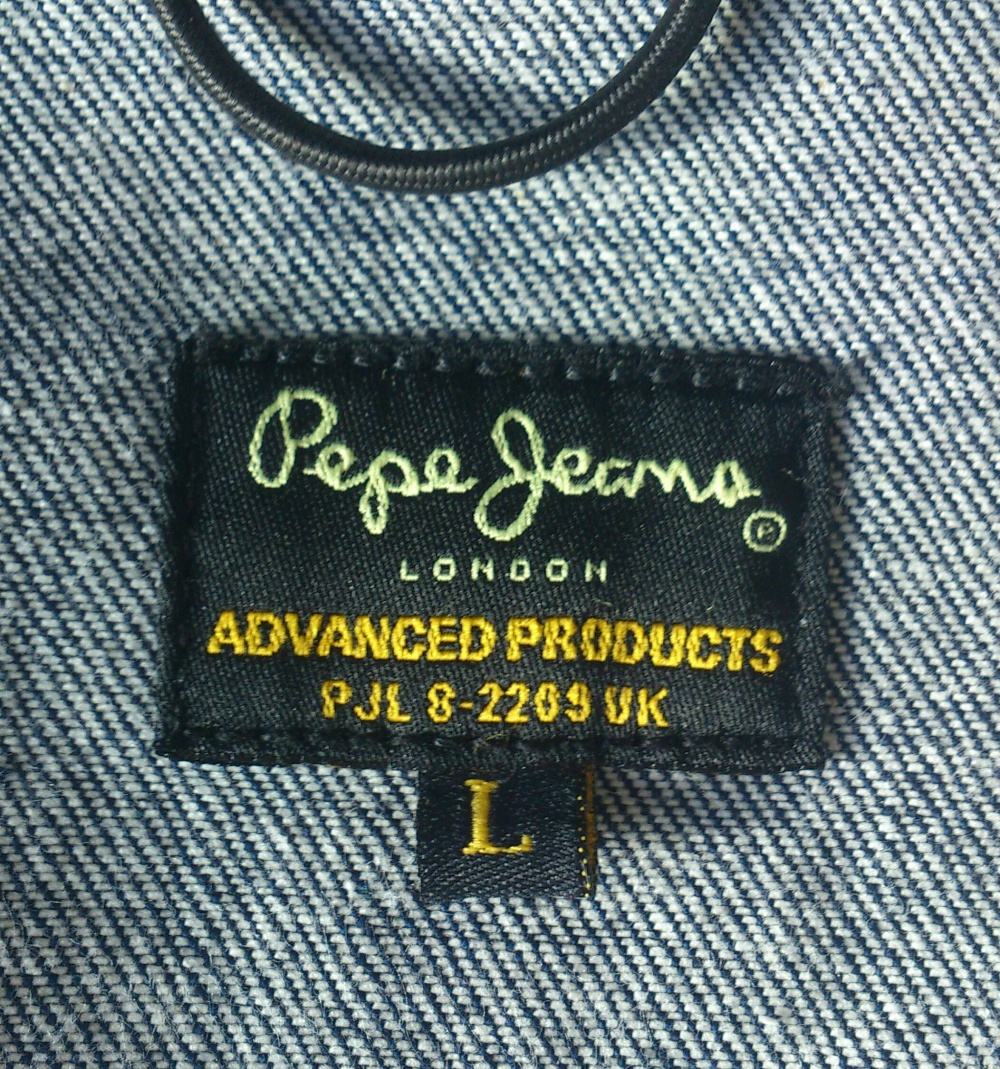 Pepe Jeans
®
LONDON
ADVANCED PRODUCTS
PJL 8-2209 UK
L